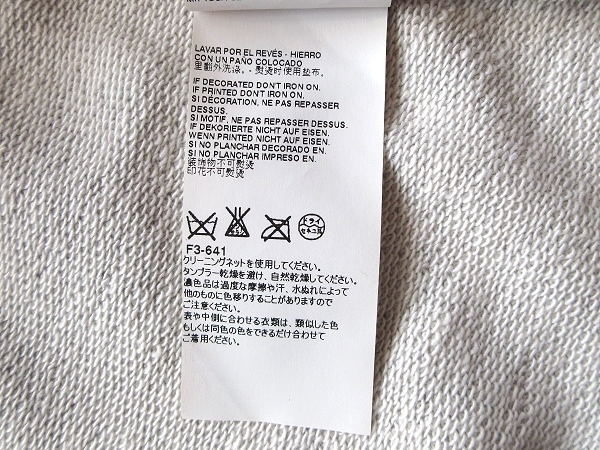 LAVAR POR EL REVÉS - HIERRO
CON UN PAÑO COLOCADO
里翻外洗涤。- 熨烫时使用垫布。
IF DECORATED DON'T IRON ON.
IF PRINTED DON'T IRON ON.
SI DÉCORATION, NE PAS REPASSER
DESSUS.
SI MOTIF, NE PAS REPASSER DESSUS.
IF DEKORIERTE NICHT AUF EISEN.
WENN PRINTED NICHT AUF EISEN.
SI NO PLANCHAR DECORADO EN.
SI NO PLANCHAR IMPRESO EN.
装饰物不可熨烫
印花不可熨烫
ドライ
セキユ系
F3-641
クリーニングネットを使用してください。
タンブラー乾燥を避け、自然乾燥してください。
濃色品は過度な摩擦や汗、水ぬれによって
他のものに色移りすることがありますので
ご注意ください。
表や中側に合わせる衣類は、類似した色
もしくは同色の色をできるだけ合わせて
ご着用ください。